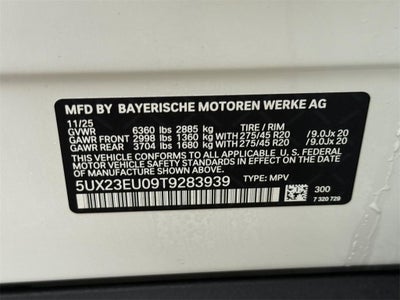 MFD BY BAYERISCHE MOTOREN WERKE AG
11/25
GVWR 6360 lbs 2885 kg TIRE / RIM
GAWR FRONT 2998 lbs 1360 kg WITH 275/45 R20 /9.0Jx 20
GAWR REAR 3704 lbs 1680 kg WITH 275/45 R20 /9.0Jx 20
THIS VEHICLE CONFORMS TO ALL APPLICABLE U.S. FEDERAL
MOTOR VEHICLE SAFETY STANDARDS IN EFFECT ON THE DATE OF
MANUFACTURE SHOWN ABOVE.
5UX23EU09T9283939 TYPE: MPV 300
7 320 729